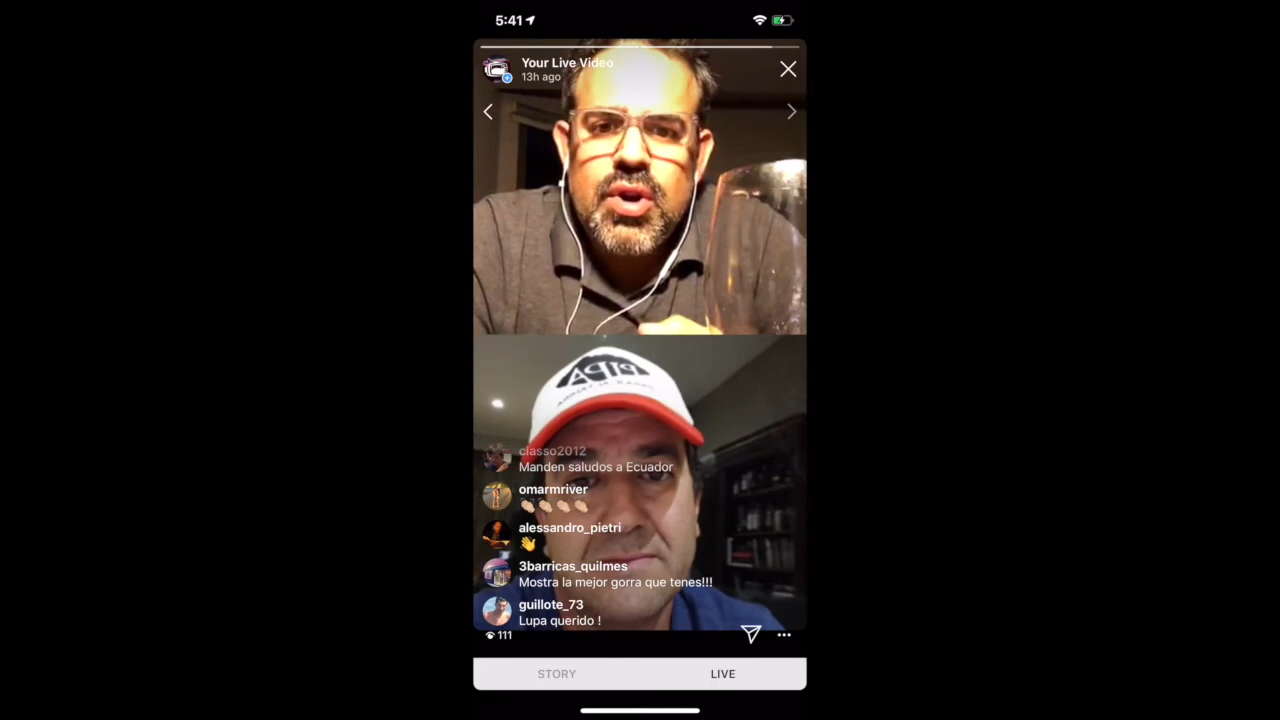 5:41
Your Live Video
13h ago
classo2012
Manden saludos a Ecuador
omarmriver
👏🏻👏🏻👏🏻👏🏻
alessandro_pietri
👋
3barricas_quilmes
Mostra la mejor gorra que tenes!!!
guillote_73
Lupa querido !
111
STORY
LIVE